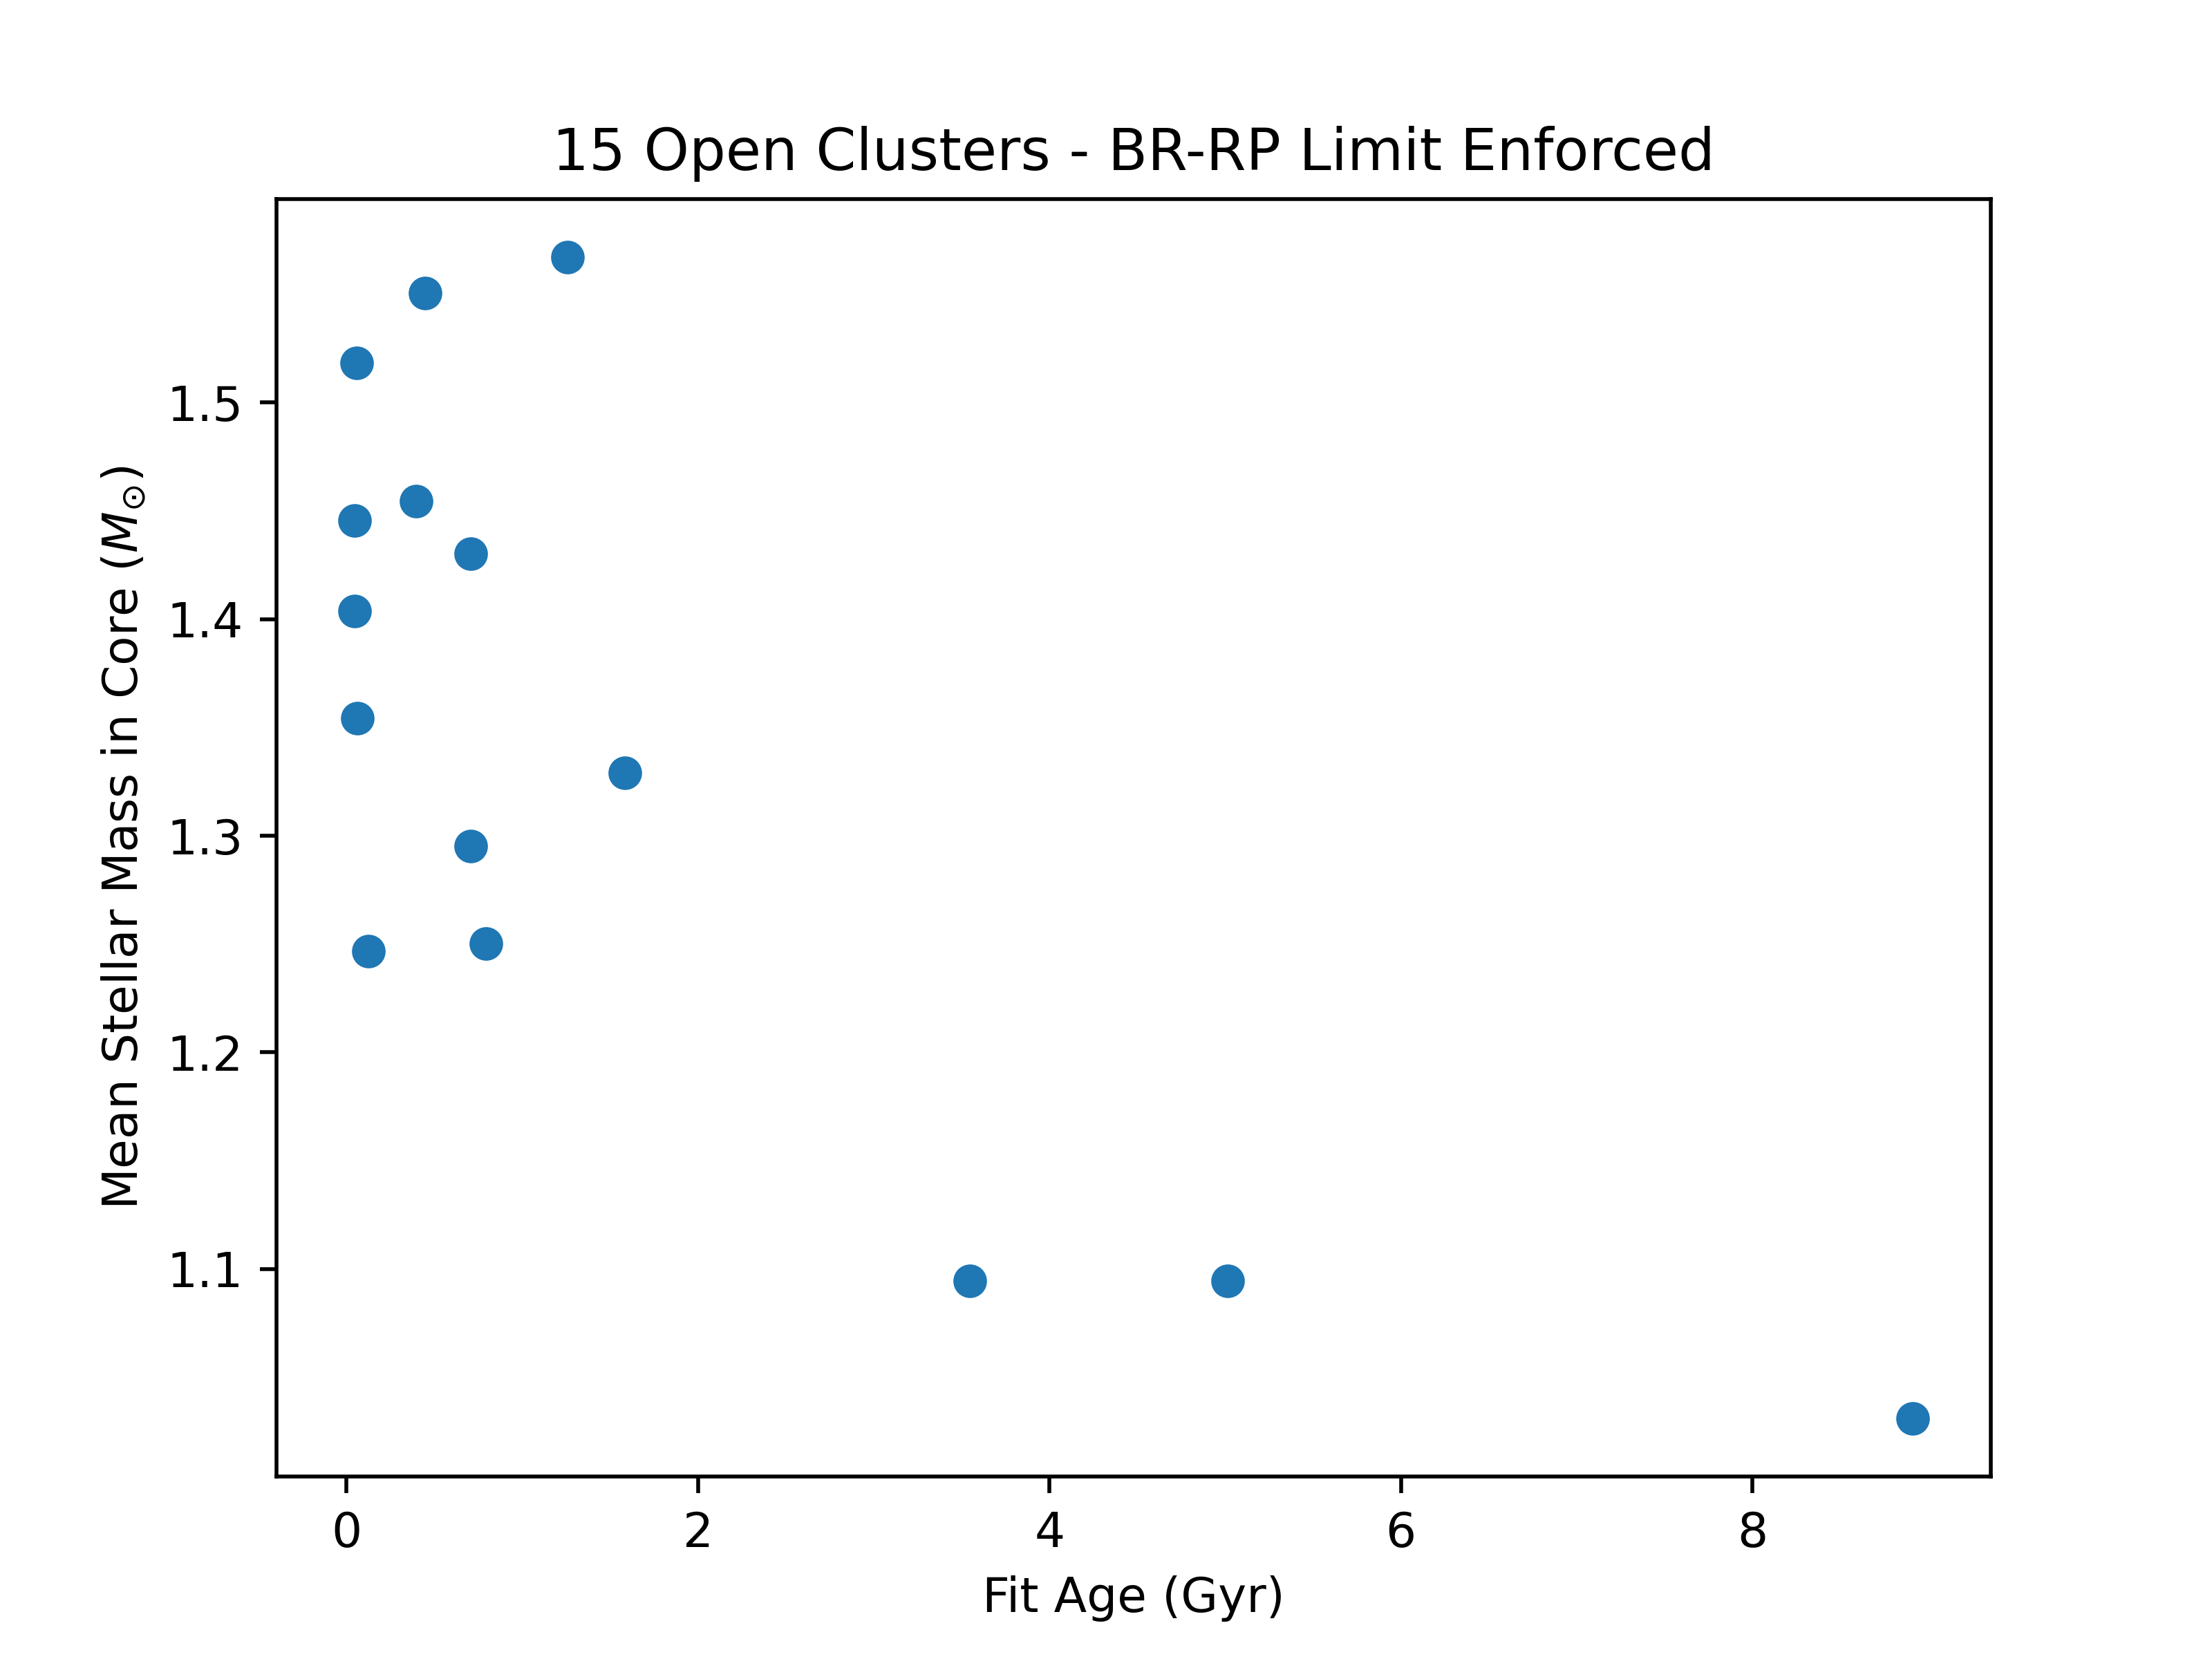 15 Open Clusters - BR-RP Limit Enforced
Mean Stellar Mass in Core (M⊙)
1.5
1.4
1.3
1.2
1.1
0 2 4 6 8
Fit Age (Gyr)